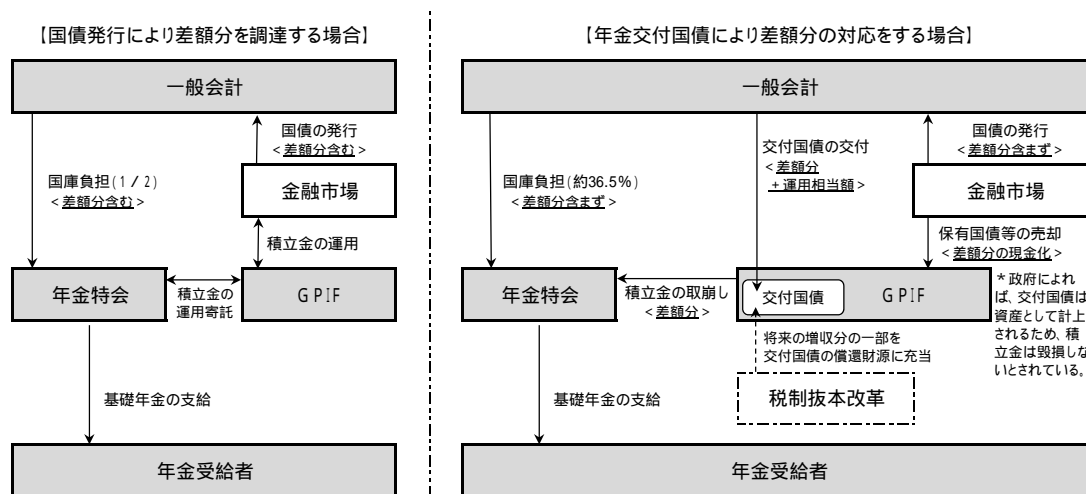 【国債発行により差額分を調達する場合】
一般会計
国債の発行
<差額分含む>
国庫負担(1/2)
<差額分含む>
金融市場
積立金の運用
年金特会
積立金の
運用寄託
GPIF
基礎年金の支給
年金受給者
【年金交付国債により差額分の対応をする場合】
一般会計
国債の発行
<差額分含まず>
交付国債の交付
<差額分
+運用相当額>
国庫負担(約36.5%)
<差額分含まず>
金融市場
保有国債等の売却
<差額分の現金化>
年金特会
積立金の取崩し
<差額分>
交付国債
GPIF
*政府によれ
ば、交付国債は
資産として計上
されるため、積
立金は毀損しな
いとされている。
将来の増収分の一部を
交付国債の償還財源に充当
税制抜本改革
基礎年金の支給
年金受給者